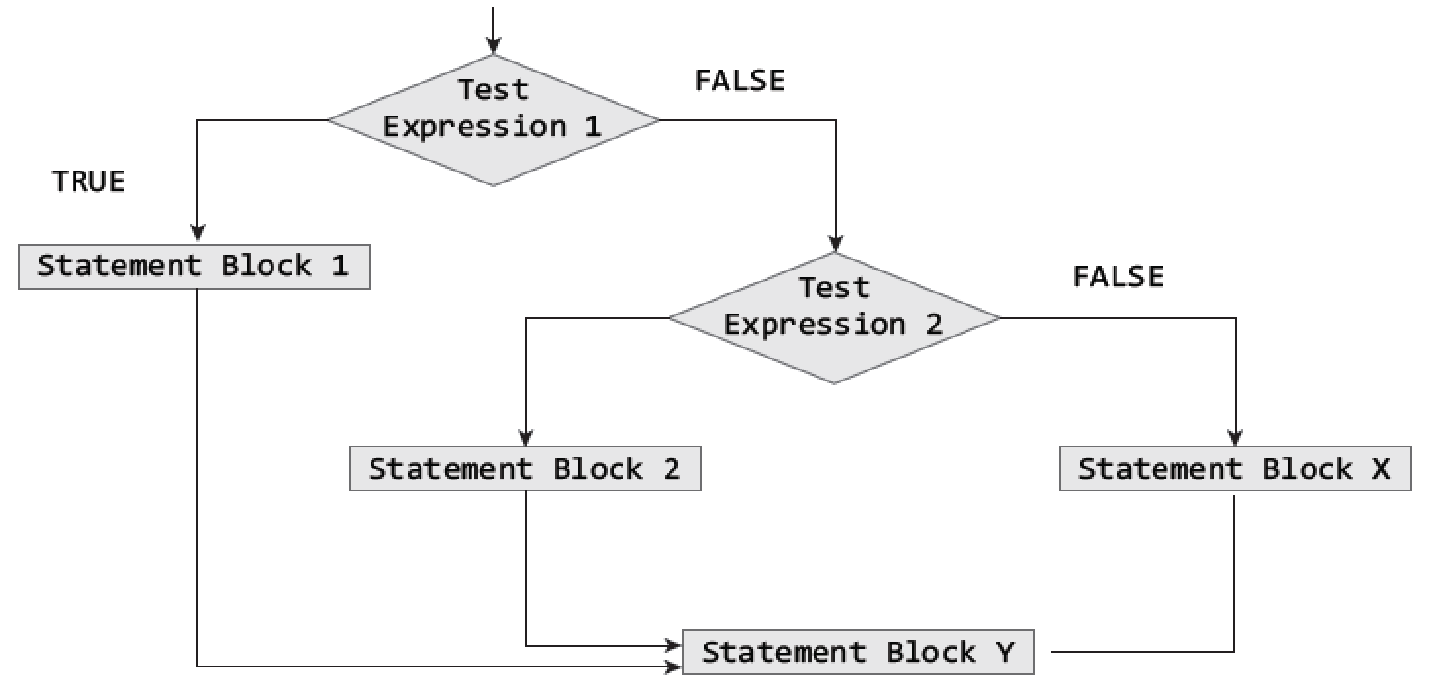 Test
Expression 1
FALSE
TRUE
Statement Block 1
Test
Expression 2
FALSE
Statement Block 2
Statement Block X
Statement Block Y